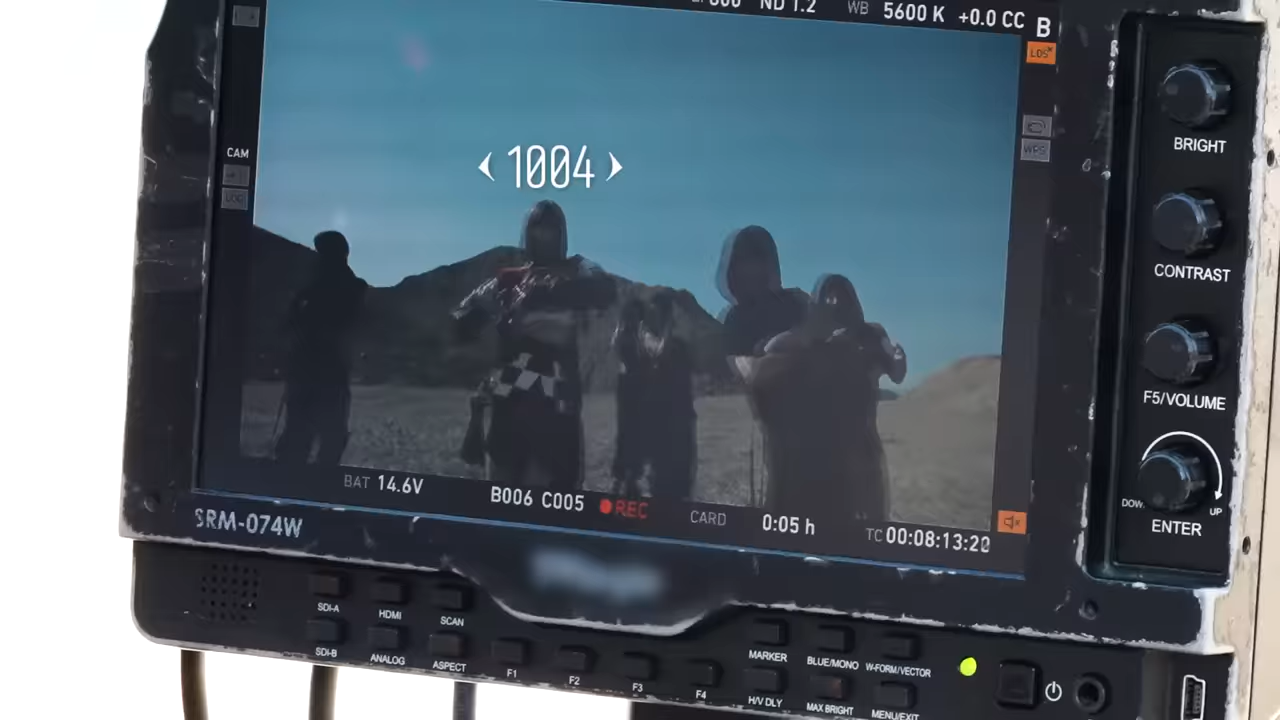 ND 1.2 WB 5600 K +0.0 CC B
LDS
CAM
WPS
‹ 1004 ›
BRIGHT
CONTRAST
F5/VOLUME
DOWN UP
ENTER
BAT 14.6V B006 C005 REC CARD 0:05 h TC 00:08:13:20
SRM-074W
SDI-A HDMI SCAN
SDI-B ANALOG ASPECT F1 F2 F3 F4
MARKER BLUE/MONO W-FORM/VECTOR
H/V DLY MAX BRIGHT MENU/EXIT